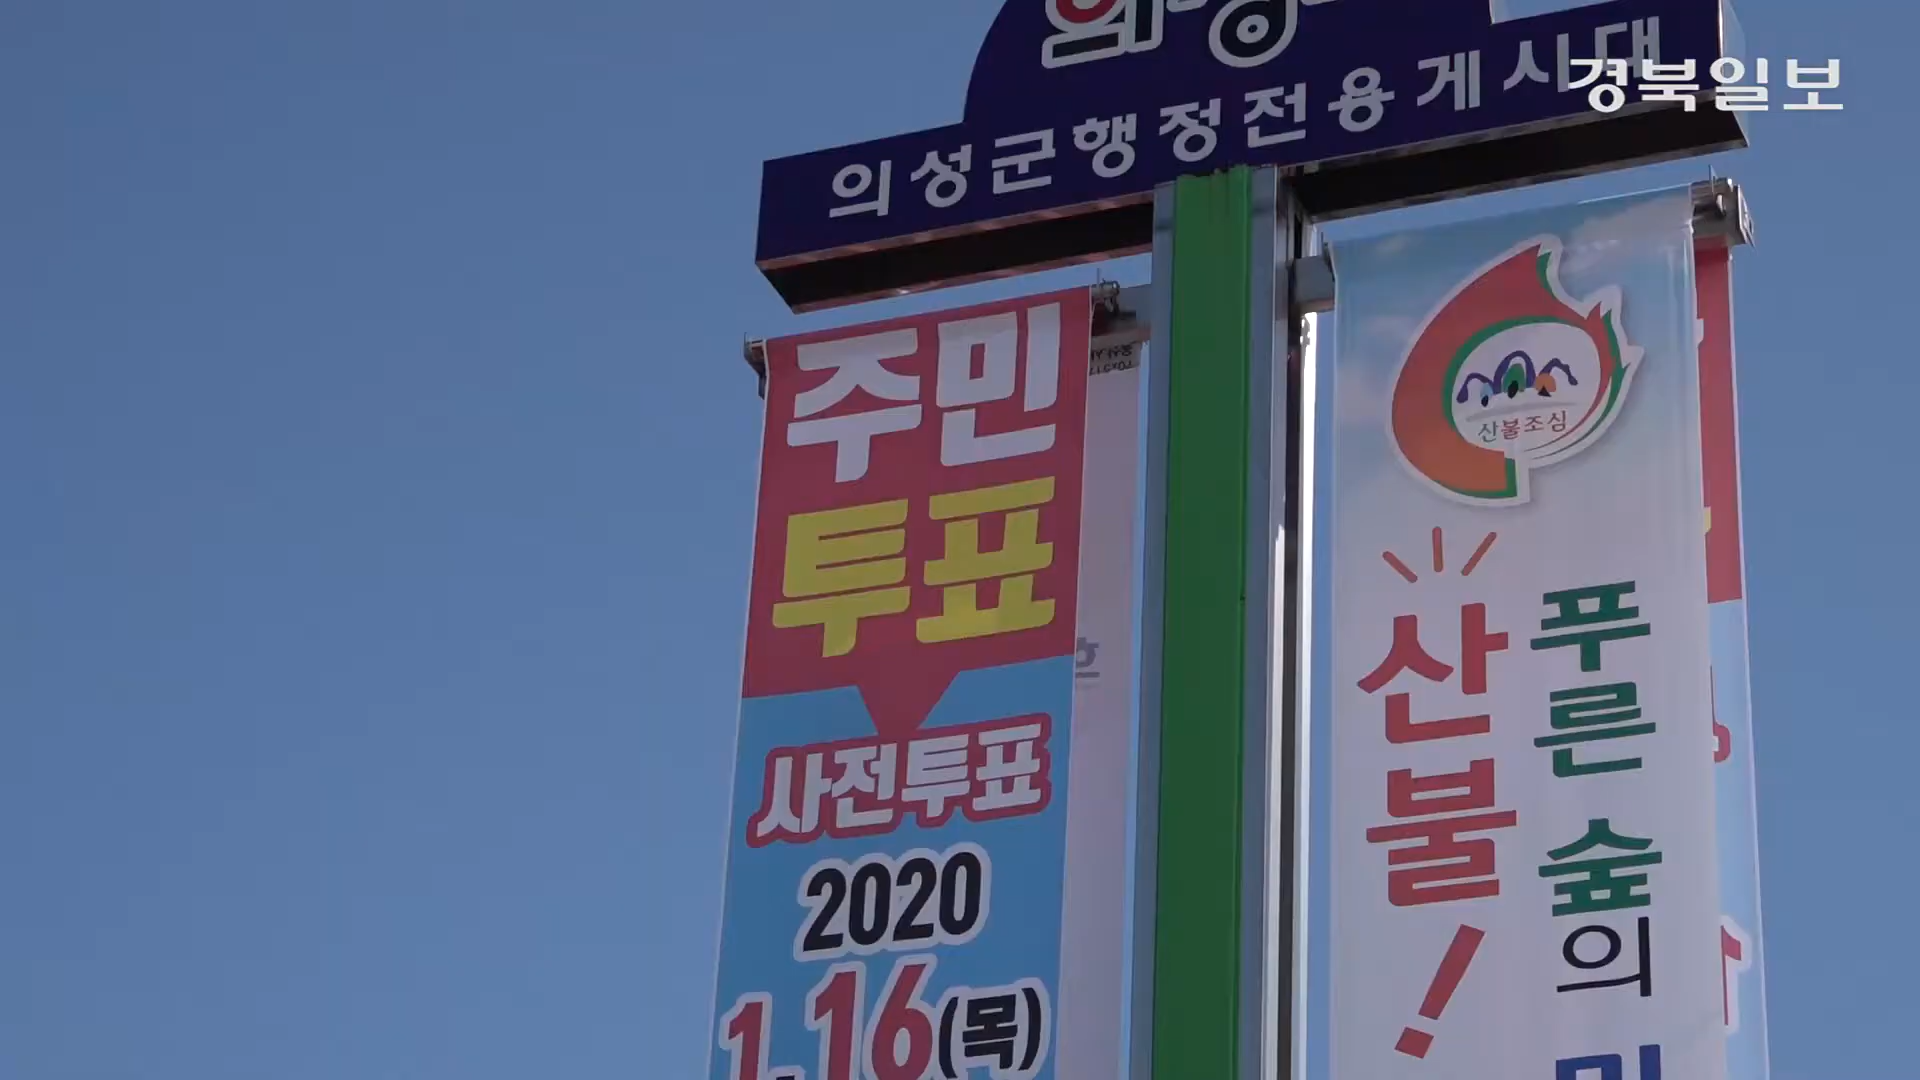 경북일보
의성군행정전용게시대
주민
투표
사전투표
2020
1.16(목)
산불조심
산불!
푸른 숲의